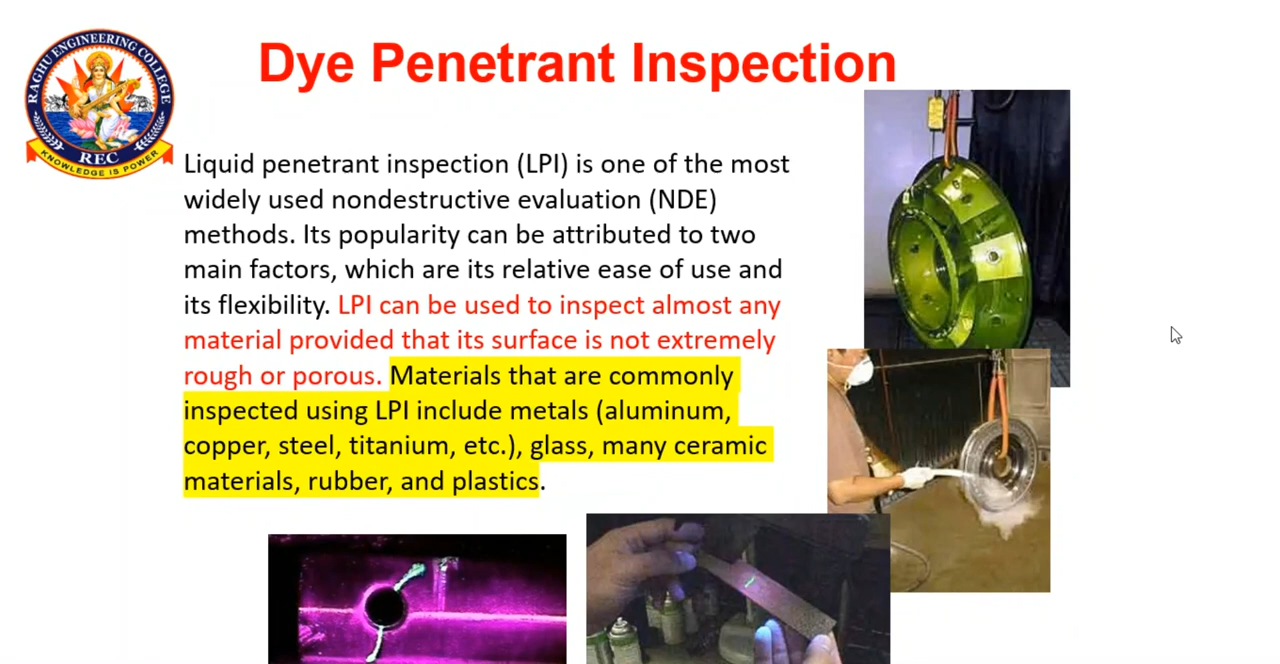 Dye Penetrant Inspection
RAGHU ENGINEERING COLLEGE
REC
KNOWLEDGE IS POWER
Liquid penetrant inspection (LPI) is one of the most
widely used nondestructive evaluation (NDE)
methods. Its popularity can be attributed to two
main factors, which are its relative ease of use and
its flexibility. LPI can be used to inspect almost any
material provided that its surface is not extremely
rough or porous. Materials that are commonly
inspected using LPI include metals (aluminum,
copper, steel, titanium, etc.), glass, many ceramic
materials, rubber, and plastics.